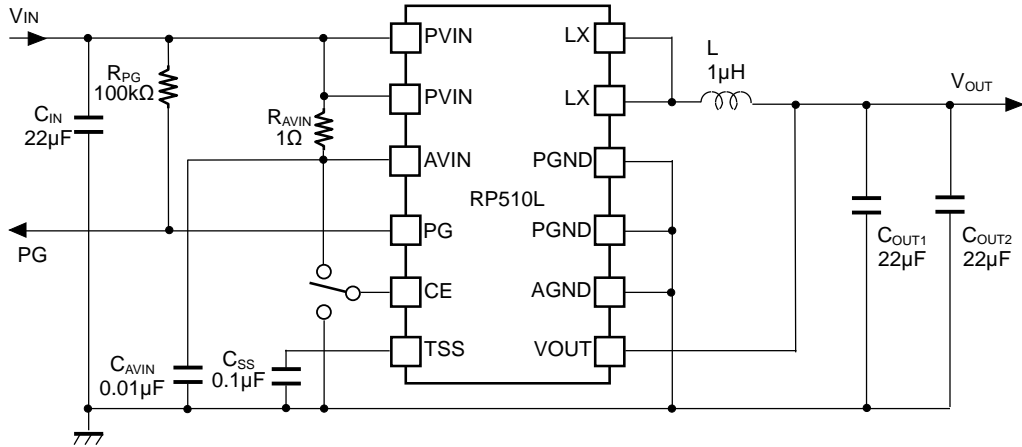 VIN
PVIN
LX
L
1µH
RPG
100kΩ
VOUT
PVIN
LX
CIN
22µF
RAVIN
1Ω
AVIN
PGND
RP510L
PG
PG
PGND
COUT1
22µF
COUT2
22µF
CE
AGND
TSS
VOUT
CAVIN
0.01µF
CSS
0.1µF